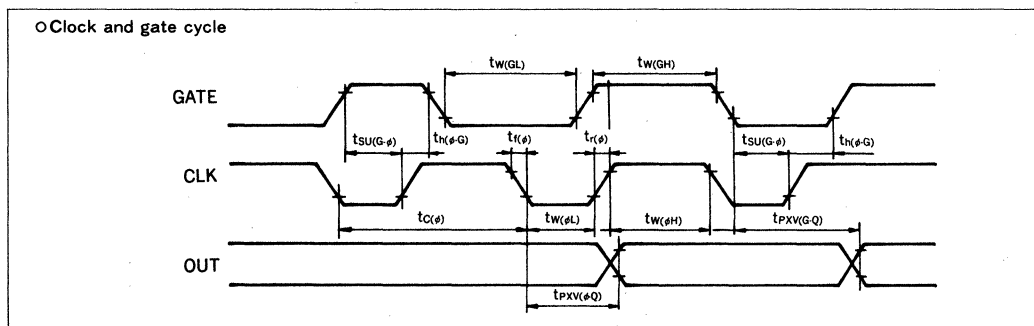 ○ Clock and gate cycle
tW(GL) tW(GH)
GATE
tSU(G-φ) th(φ-G) tf(φ) tr(φ) tSU(G-φ) th(φ-G)
CLK
tC(φ) tW(φL) tW(φH) tPXV(G-Q)
OUT
tPXV(φQ)